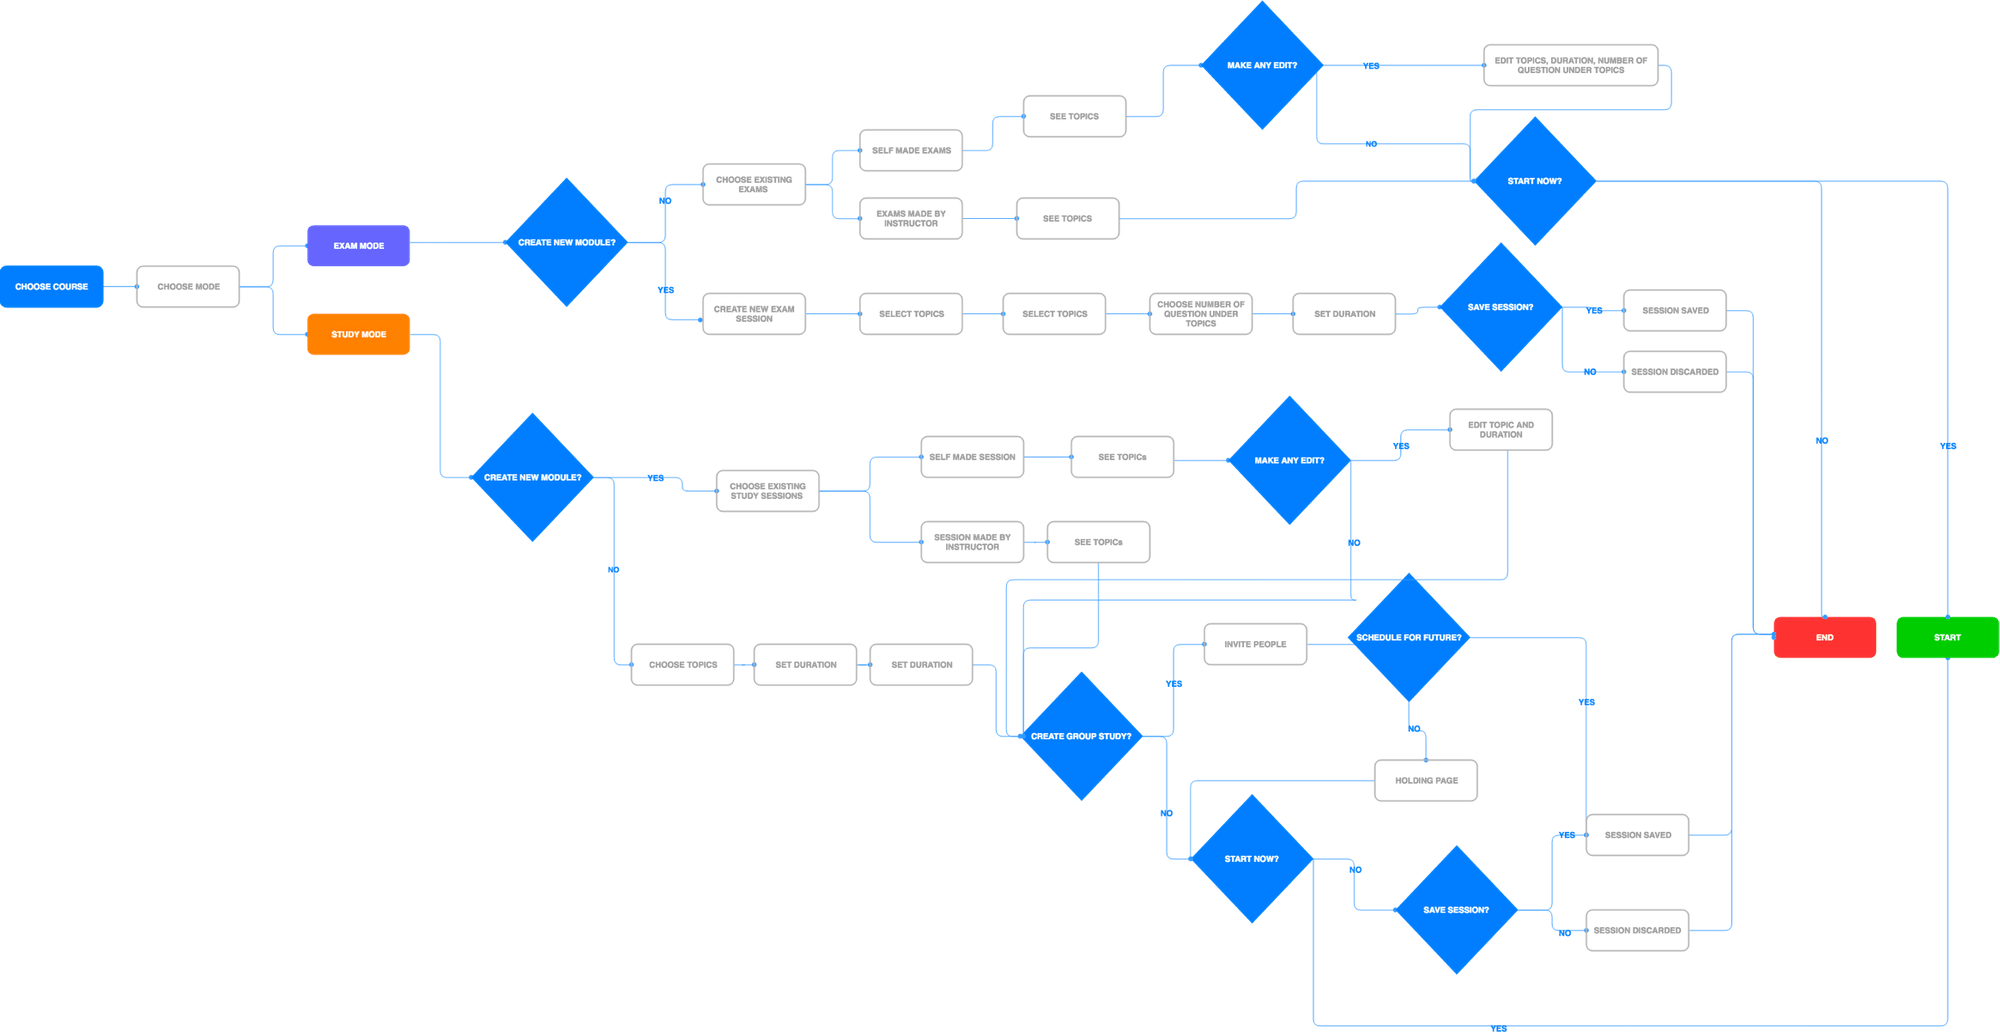 MAKE ANY EDIT?
YES
EDIT TOPICS, DURATION, NUMBER OF
QUESTION UNDER TOPICS
SEE TOPICS
NO
SELF MADE EXAMS
CHOOSE EXISTING
EXAMS
START NOW?
NO
EXAMS MADE BY
INSTRUCTOR
SEE TOPICS
EXAM MODE
CREATE NEW MODULE?
CHOOSE COURSE
CHOOSE MODE
YES
CREATE NEW EXAM
SESSION
SELECT TOPICS
SELECT TOPICS
CHOOSE NUMBER OF
QUESTION UNDER
TOPICS
SET DURATION
SAVE SESSION?
YES
SESSION SAVED
STUDY MODE
NO
SESSION DISCARDED
EDIT TOPIC AND
DURATION
YES
NO
YES
SELF MADE SESSION
SEE TOPICs
MAKE ANY EDIT?
CREATE NEW MODULE?
YES
CHOOSE EXISTING
STUDY SESSIONS
SESSION MADE BY
INSTRUCTOR
SEE TOPICs
NO
NO
SCHEDULE FOR FUTURE?
END
START
INVITE PEOPLE
CHOOSE TOPICS
SET DURATION
SET DURATION
YES
YES
NO
CREATE GROUP STUDY?
HOLDING PAGE
NO
YES
SESSION SAVED
START NOW?
NO
SAVE SESSION?
NO
SESSION DISCARDED
YES